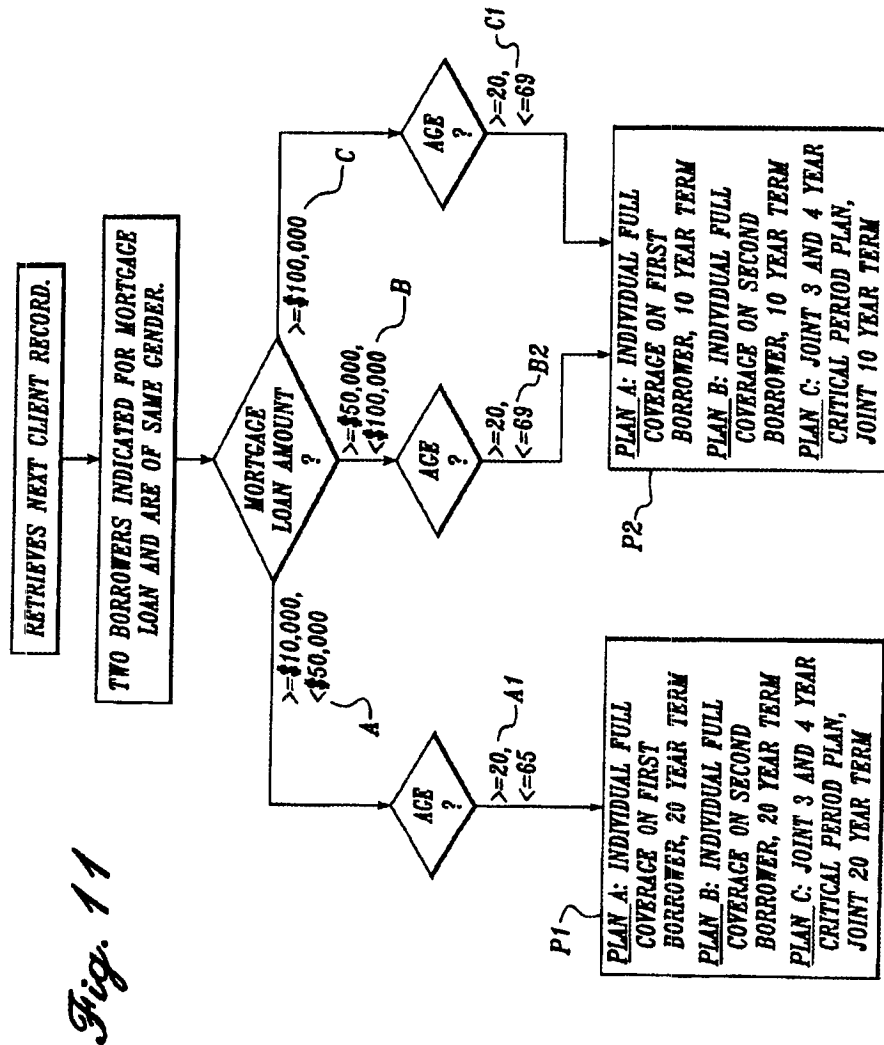 Fig. 11
RETRIEVES NEXT CLIENT RECORD.
TWO BORROWERS INDICATED FOR MORTGAGE
LOAN AND ARE OF SAME GENDER.
MORTGAGE
LOAN AMOUNT
?
>=$10,000,
<$50,000
A
>=$50,000,
<$100,000
B
>=$100,000
C
AGE
?
>=20,
<=65
A1
AGE
?
>=20,
<=69
B2
AGE
?
>=20,
<=69
C1
P1
PLAN A: INDIVIDUAL FULL
COVERAGE ON FIRST
BORROWER, 20 YEAR TERM
PLAN B: INDIVIDUAL FULL
COVERAGE ON SECOND
BORROWER, 20 YEAR TERM
PLAN C: JOINT 3 AND 4 YEAR
CRITICAL PERIOD PLAN,
JOINT 20 YEAR TERM
P2
PLAN A: INDIVIDUAL FULL
COVERAGE ON FIRST
BORROWER, 10 YEAR TERM
PLAN B: INDIVIDUAL FULL
COVERAGE ON SECOND
BORROWER, 10 YEAR TERM
PLAN C: JOINT 3 AND 4 YEAR
CRITICAL PERIOD PLAN,
JOINT 10 YEAR TERM